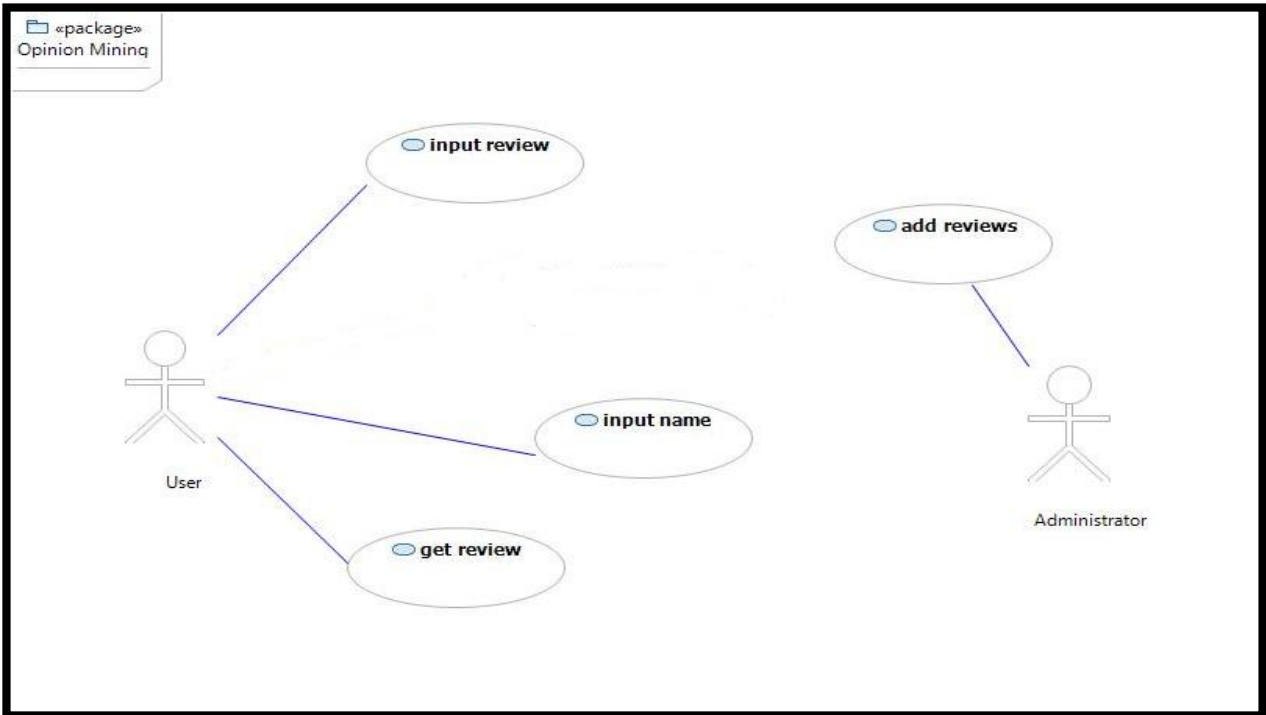 «package»
Opinion Mining
input review
add reviews
input name
User
get review
Administrator